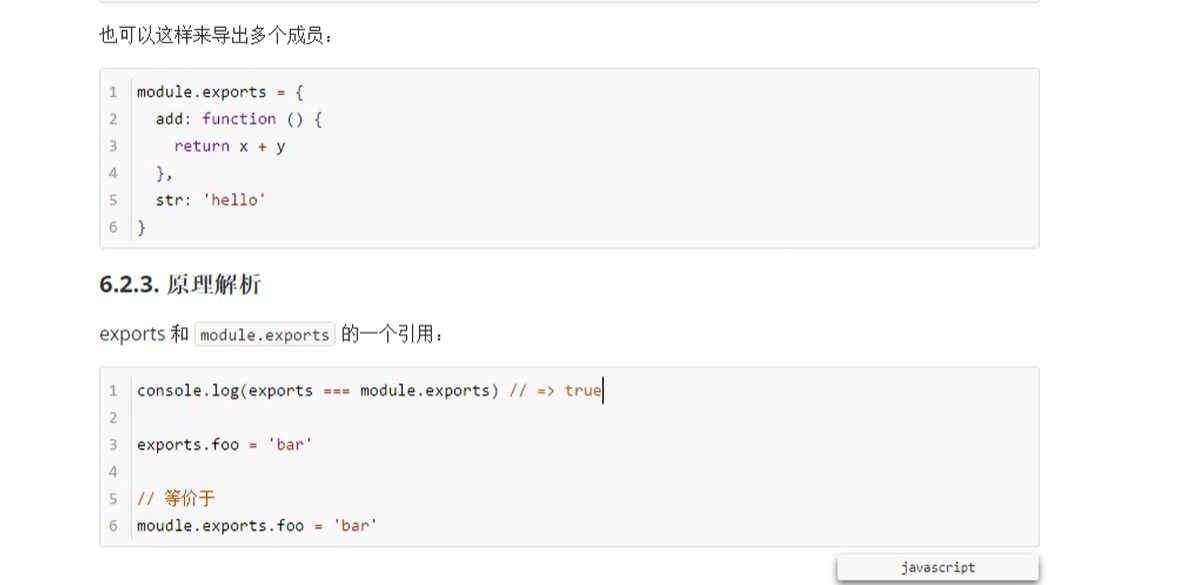 也可以这样来导出多个成员：
1 module.exports = {
2   add: function () {
3     return x + y
4   },
5   str: 'hello'
6 }
6.2.3. 原理解析
exports 和 module.exports 的一个引用：
1 console.log(exports === module.exports) // => true
2
3 exports.foo = 'bar'
4
5 // 等价于
6 moudle.exports.foo = 'bar'
javascript